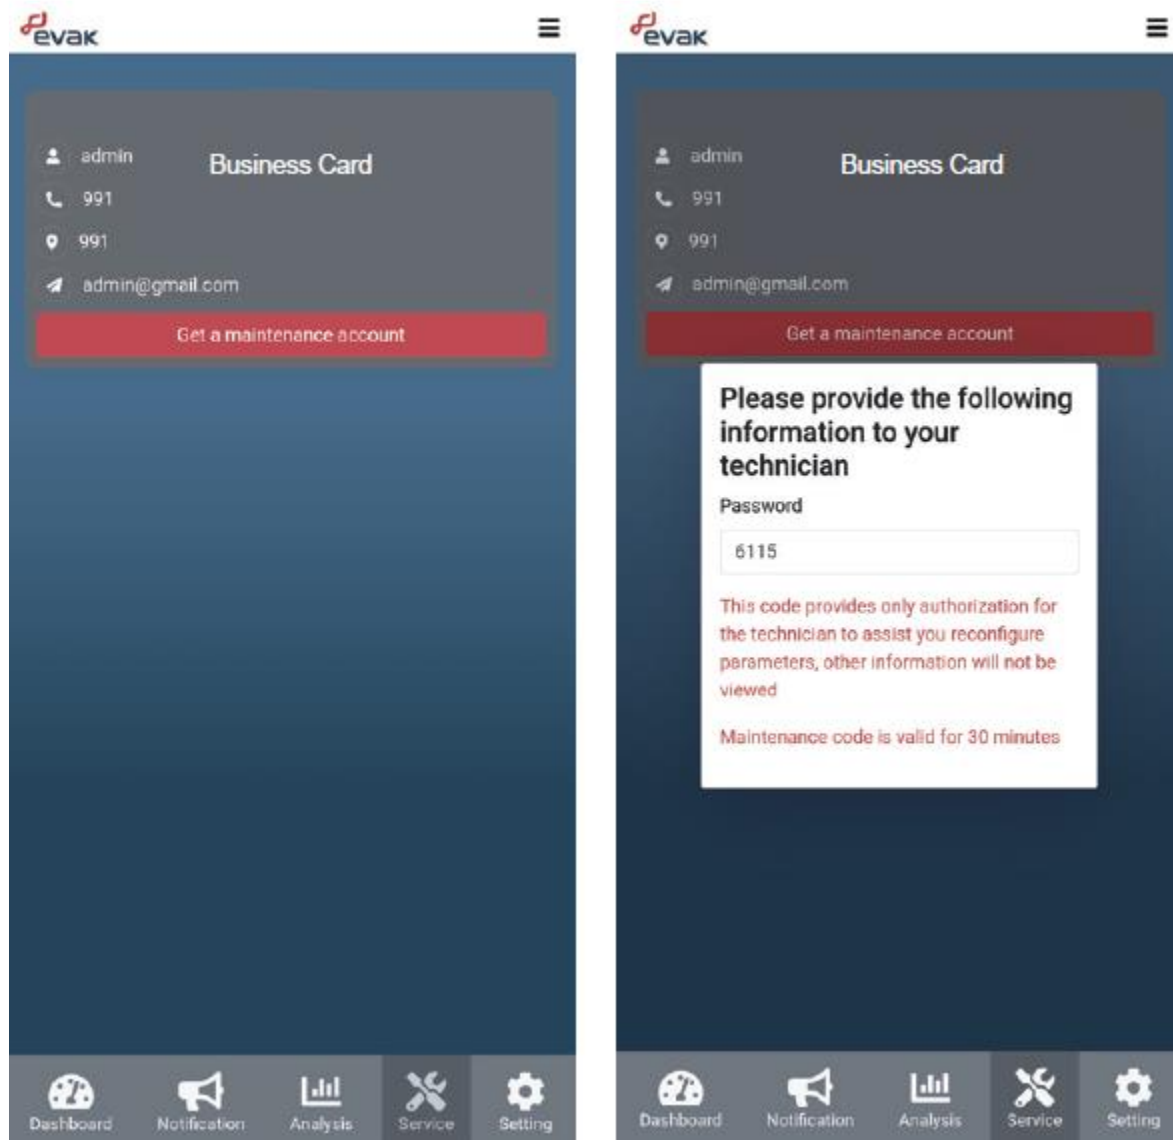 evak
admin
Business Card
991
991
admin@gmail.com
Get a maintenance account
Dashboard
Notification
Analysis
Service
Setting
evak
admin
Business Card
991
991
admin@gmail.com
Get a maintenance account
Please provide the following
information to your
technician
Password
6115
This code provides only authorization for
the technician to assist you reconfigure
parameters, other information will not be
viewed
Maintenance code is valid for 30 minutes
Dashboard
Notification
Analysis
Service
Setting